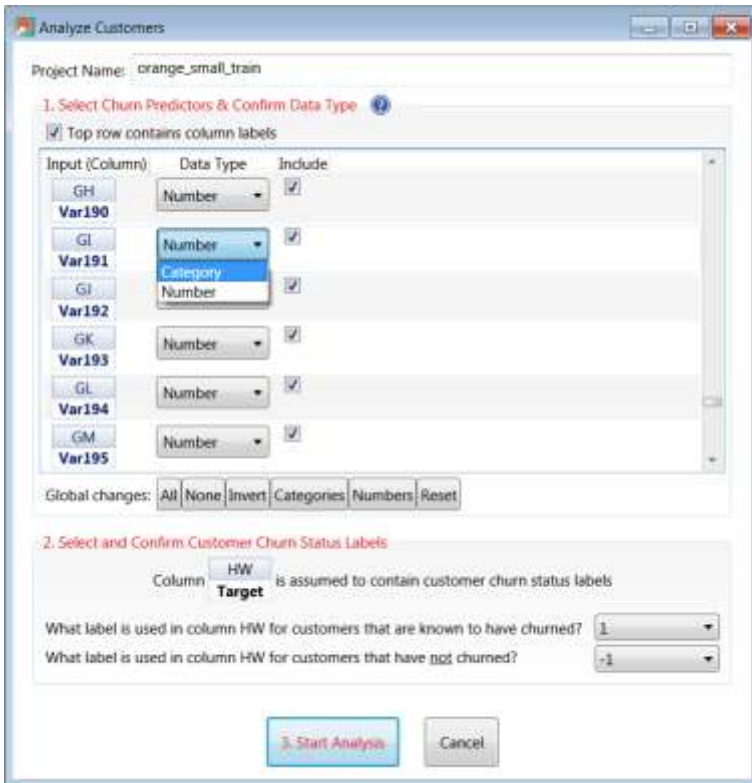 Analyze Customers
Project Name: orange_small_train
1. Select Churn Predictors & Confirm Data Type ?
Top row contains column labels
Input (Column) Data Type Include
GH Number
Var190
GI Number
Var191
Category
GJ Number
Var192
GK Number
Var193
GL Number
Var194
GM Number
Var195
Global changes: All None Invert Categories Numbers Reset
2. Select and Confirm Customer Churn Status Labels
Column HW is assumed to contain customer churn status labels
Target
What label is used in column HW for customers that are known to have churned? 1
What label is used in column HW for customers that have not churned? -1
3. Start Analysis Cancel